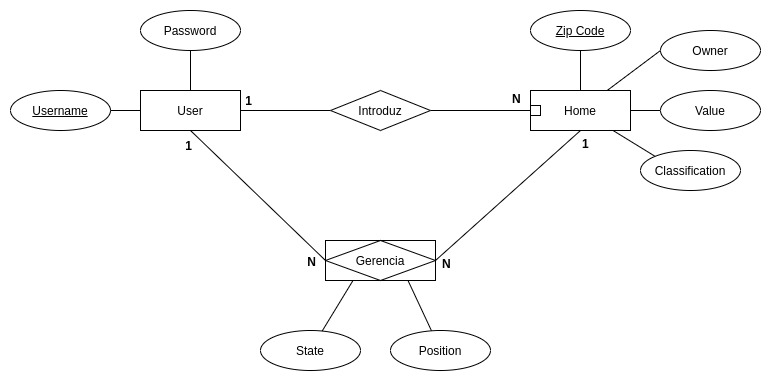 Password
Zip Code
Owner
Username
User
1
Introduz
N
Home
Value
1
1
Classification
N
Gerencia
N
State
Position